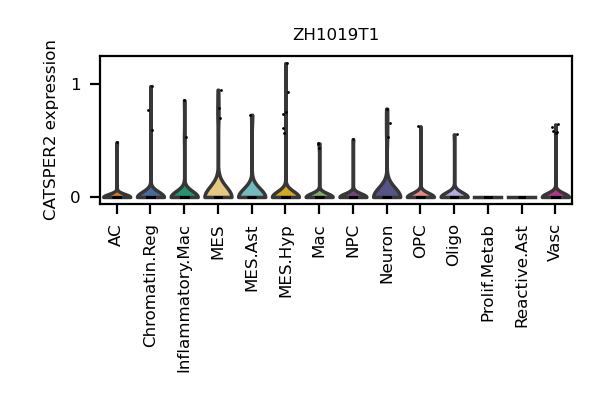 ZH1019T1
CATSPER2 expression
1
0
AC
Chromatin.Reg
Inflammatory.Mac
MES
MES.Ast
MES.Hyp
Mac
NPC
Neuron
OPC
Oligo
Prolif.Metab
Reactive.Ast
Vasc